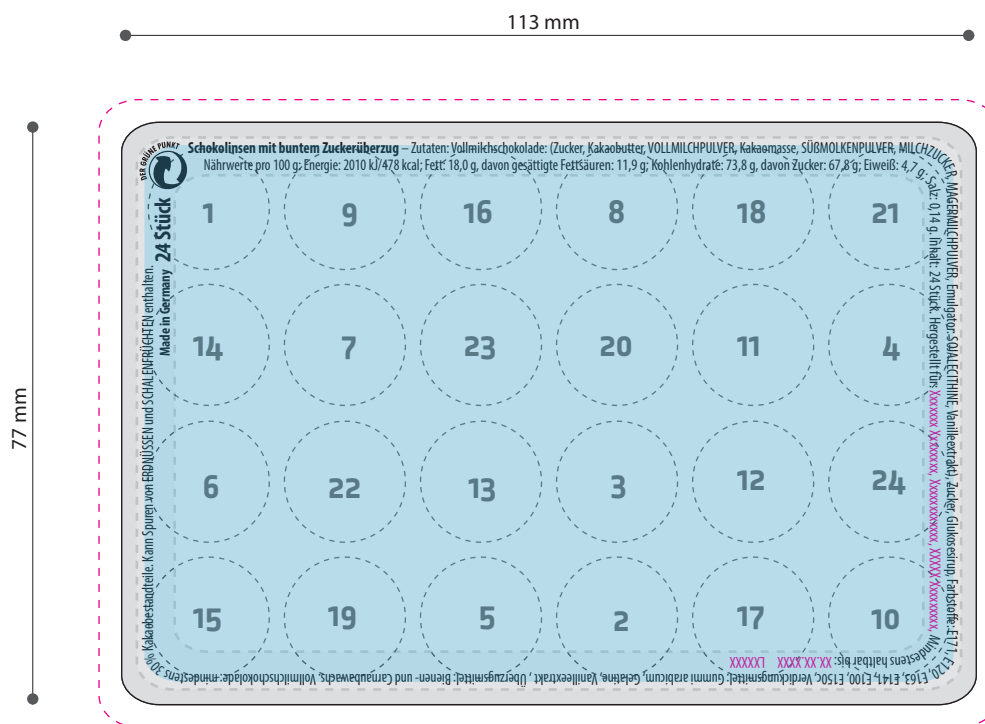 113 mm
77 mm
DER GRÜNE PUNKT
Schokolinsen mit buntem Zuckerüberzug – Zutaten: Vollmilchschokolade: (Zucker, Kakaobutter, VOLLMILCHPULVER, Kakaomasse, SÜßMOLKENPULVER, MILCHZUCKER, MAGERMILCHPULVER, Emulgator: SOJALECITHINE, Vanilleextrakt), Zucker, Glukosesirup, Farbstoffe: E171, E120, E163, E141, E100, E150c, Verdickungsmittel: Gummi arabicum, Gelatine, Vanilleextrakt , Überzugsmittel: Bienen- und Carnaubawachs, Vollmilchschokolade: mindestens 30% Kakaobestandteile. Kann Spuren von ERDNÜSSEN und SCHALENFRÜCHTEN enthalten.
Nährwerte pro 100 g: Energie: 2010 kJ/478 kcal; Fett: 18,0 g, davon gesättigte Fettsäuren: 11,9 g; Kohlenhydrate: 73,8 g, davon Zucker: 67,8 g; Eiweiß: 4,7 g; Salz: 0,14 g. Inhalt: 24 Stück. Hergestellt für: Mindestens haltbar bis: XX.XX.XXXX LXXXXX
Made in Germany 24 Stück
1 9 16 8 18 21
14 7 23 20 11 4
6 22 13 3 12 24
15 19 5 2 17 10